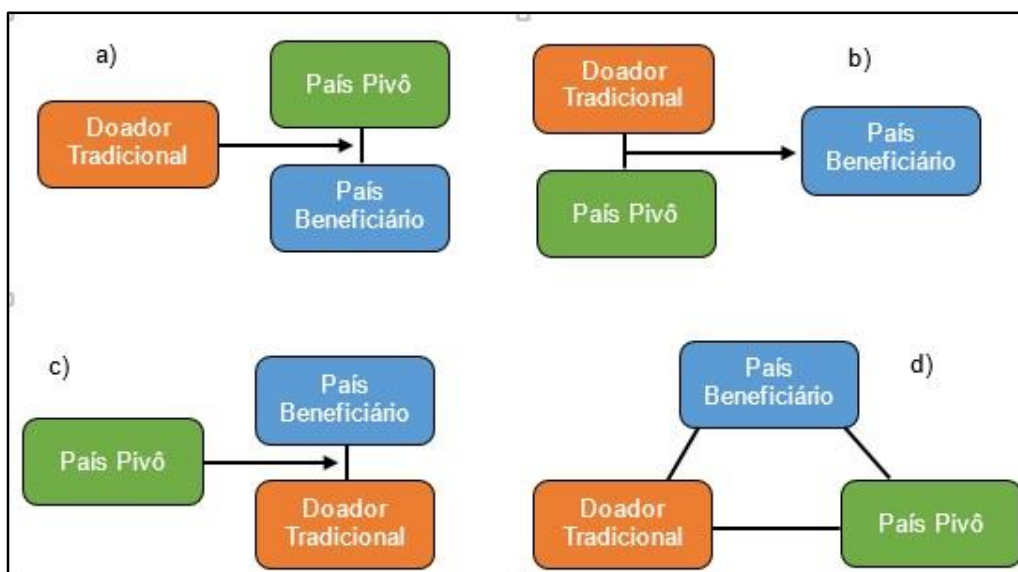 a)
País Pivô
Doador
Tradicional
País
Beneficiário
b)
Doador
Tradicional
País
Beneficiário
País Pivô
c)
País
Beneficiário
País Pivô
Doador
Tradicional
d)
País
Beneficiário
Doador
Tradicional
País Pivô